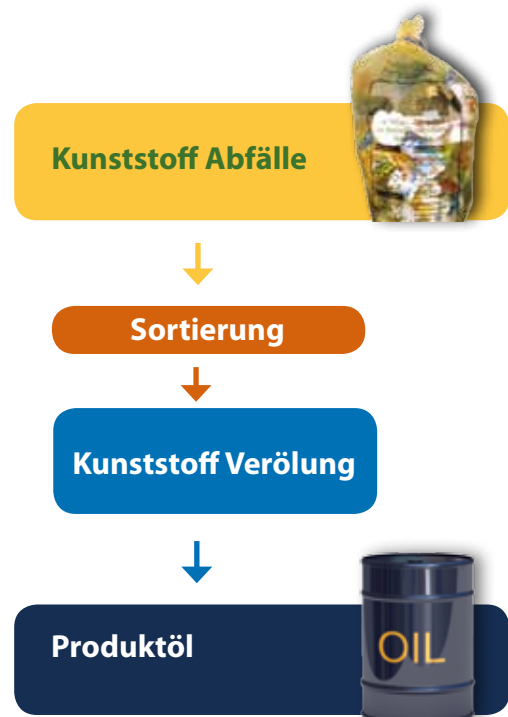 Kunststoff Abfälle
Sortierung
Kunststoff Verölung
Produktöl
OIL